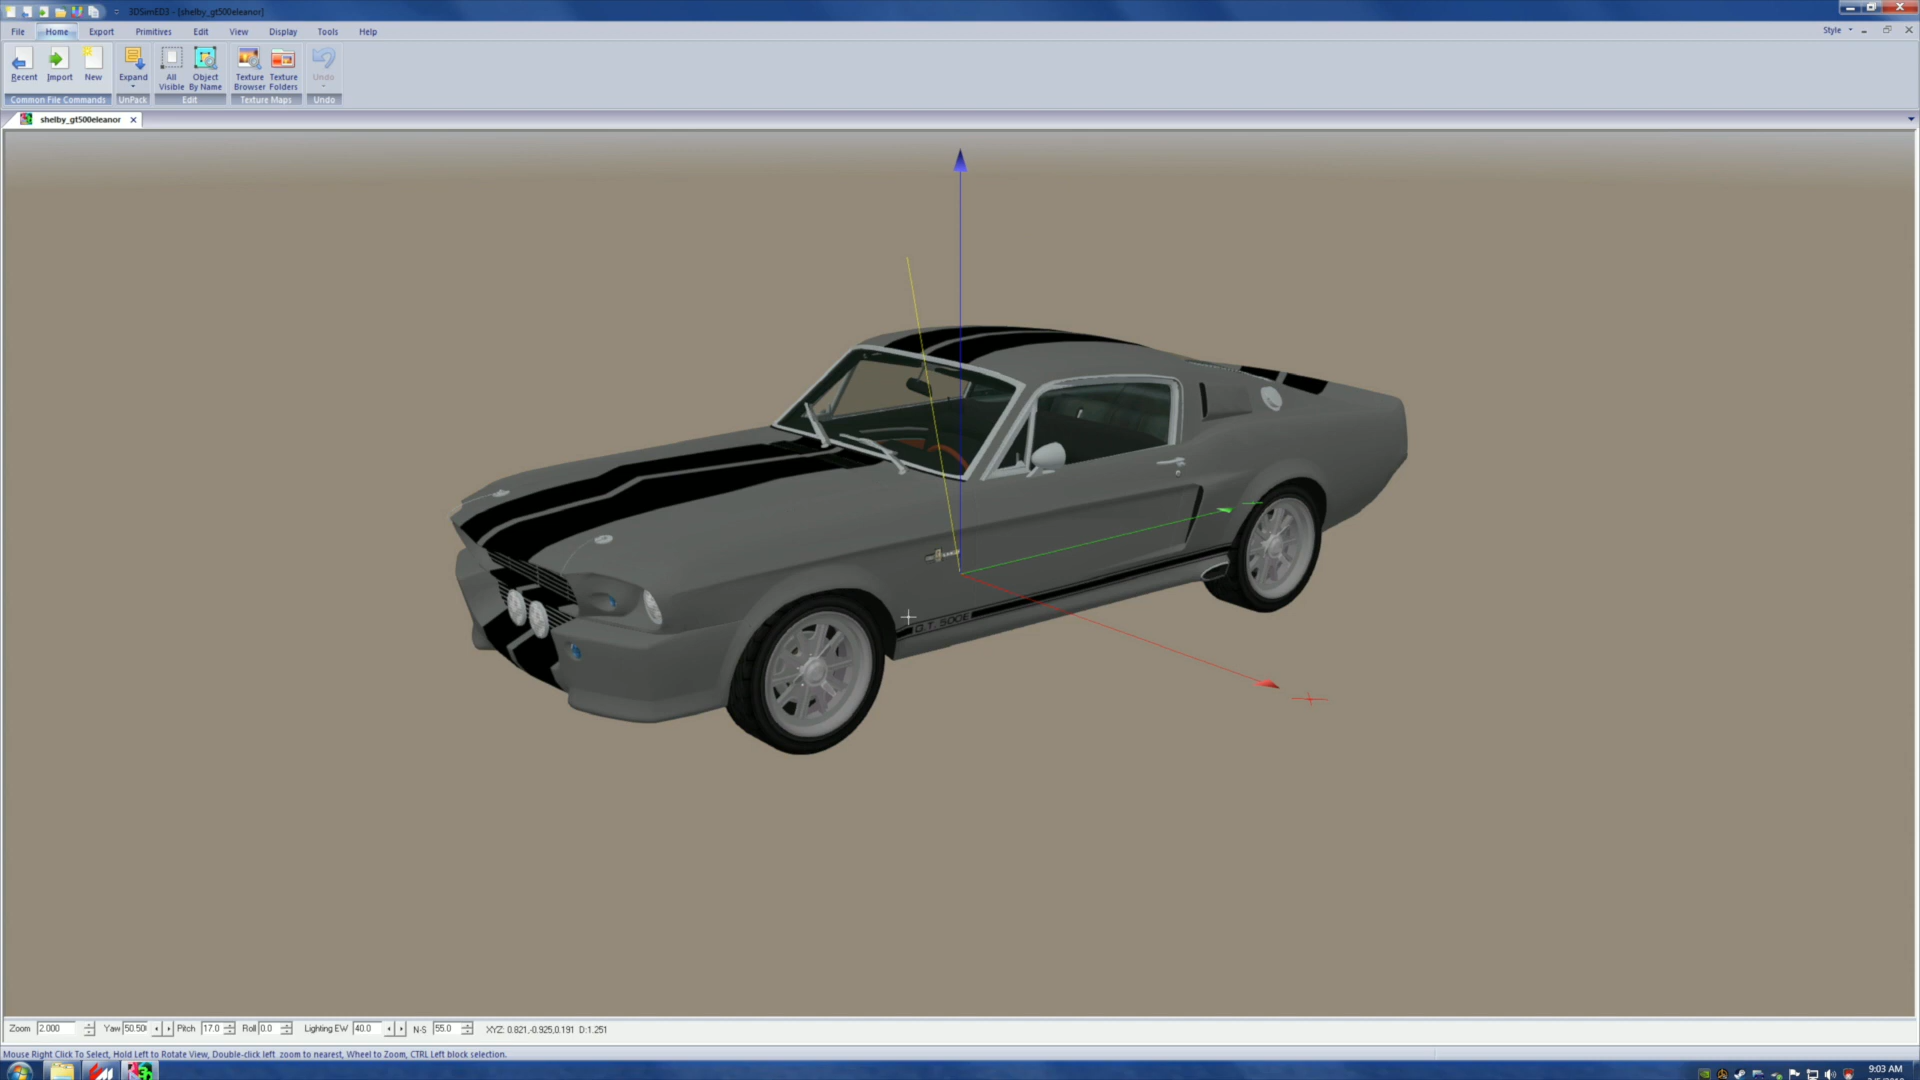 3DSimED3 - [shelby_gt500eleanor]
File Home Export Primitives Edit View Display Tools Help
Style
Recent Import New Expand All Visible Object By Name Texture Browser Texture Folders Undo
Common File Commands UnPack Edit Texture Maps Undo
shelby_gt500eleanor
G.T. 500E
Zoom 2.000 Yaw 50.50 Pitch 17.0 Roll 0.0 Lighting EW 40.0 N-S 55.0 XYZ: 0.821,-0.925,0.191 D:1.251
Mouse Right Click To Select, Hold Left to Rotate View, Double-click left zoom to nearest, Wheel to Zoom, CTRL Left block selection.
9:03 AM